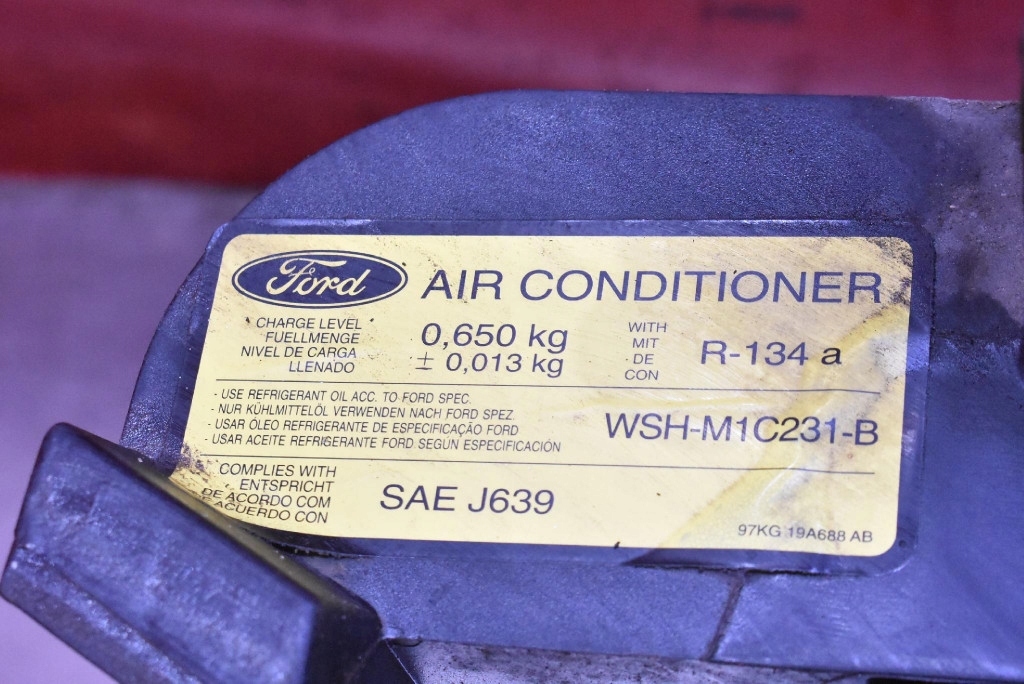 Ford AIR CONDITIONER
CHARGE LEVEL
FUELLMENGE
NIVEL DE CARGA
LLENADO
0,650 kg
± 0,013 kg
WITH
MIT
DE
CON
R-134 a
- USE REFRIGERANT OIL ACC. TO FORD SPEC.
- NUR KÜHLMITTELÖL VERWENDEN NACH FORD SPEZ
- USAR ÓLEO REFRIGERANTE DE ESPECIFICAÇÃO FORD
- USAR ACEITE REFRIGERANTE FORD SEGÚN ESPECIFICACIÓN
WSH-M1C231-B
COMPLIES WITH
ENTSPRICHT
DE ACORDO COM
DE ACUERDO CON
SAE J639
97KG 19A688 AB